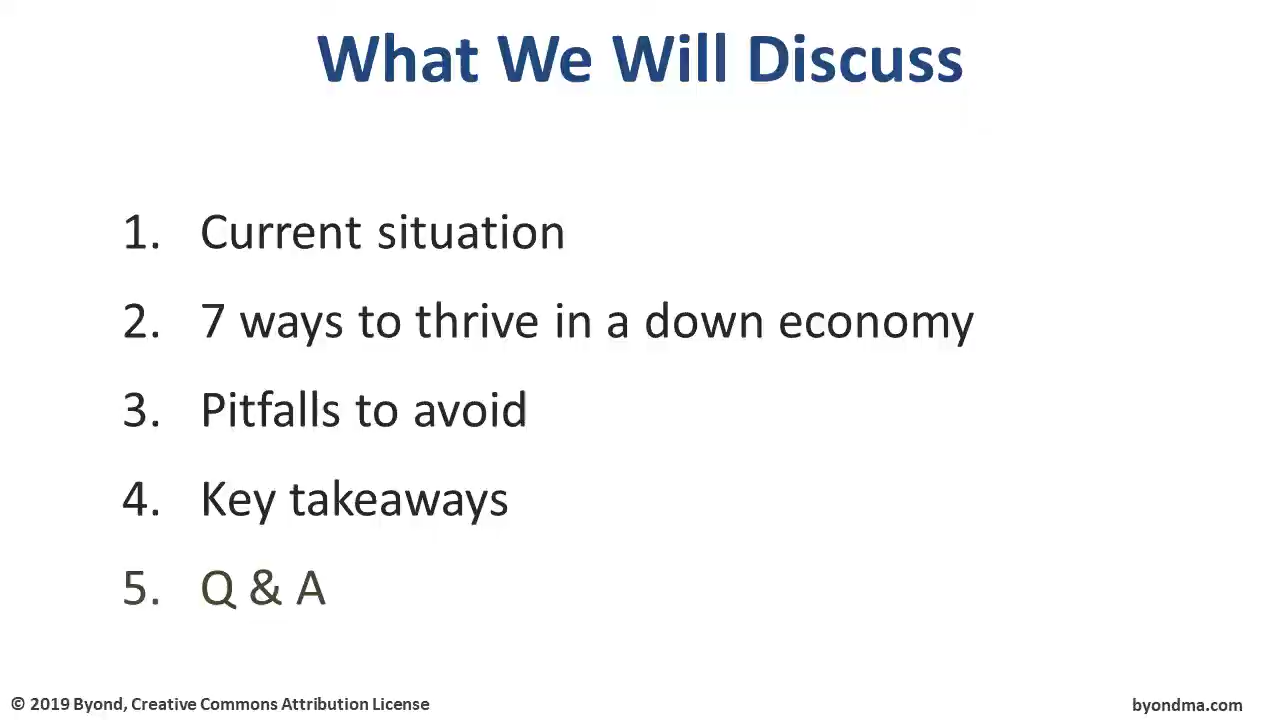 What We Will Discuss
1. Current situation
2. 7 ways to thrive in a down economy
3. Pitfalls to avoid
4. Key takeaways
5. Q & A
© 2019 Byond, Creative Commons Attribution License
byondma.com